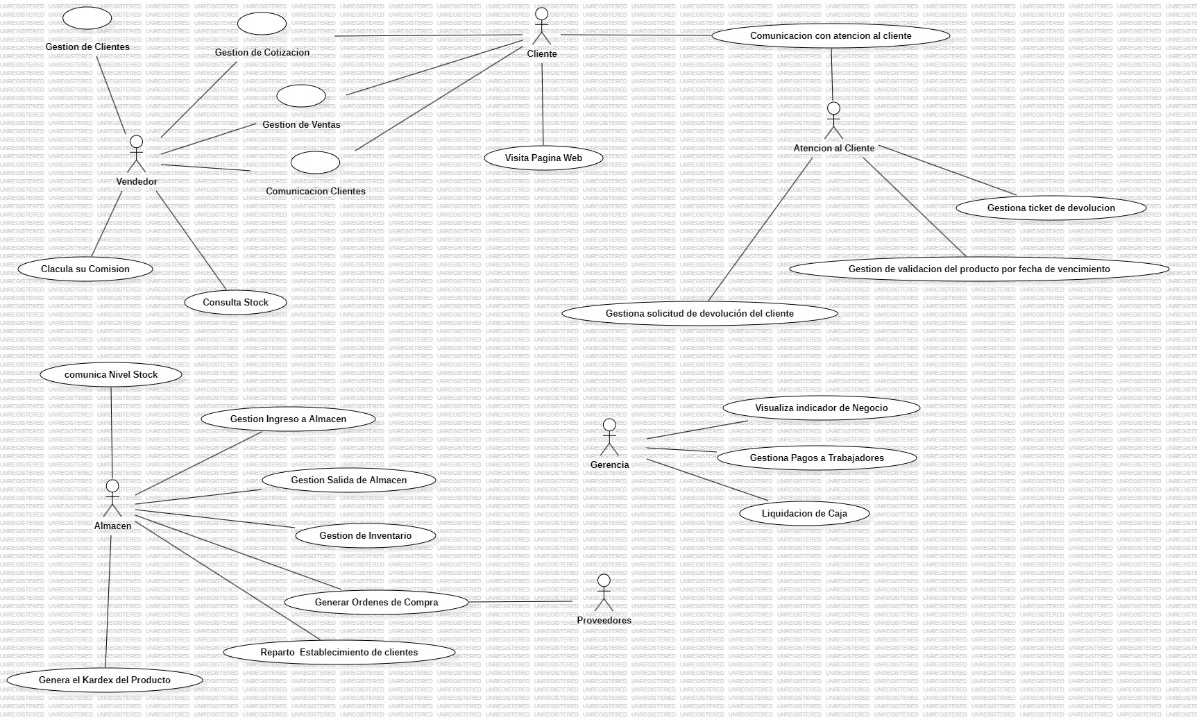 Gestion de Clientes
Gestion de Cotizacion
Cliente
Comunicacion con atencion al cliente
Gestion de Ventas
Atencion al Cliente
Visita Pagina Web
Vendedor
Comunicacion Clientes
Gestiona ticket de devolucion
Clacula su Comision
Gestion de validacion del producto por fecha de vencimiento
Consulta Stock
Gestiona solicitud de devolución del cliente
comunica Nivel Stock
Visualiza indicador de Negocio
Gestion Ingreso a Almacen
Gerencia
Gestiona Pagos a Trabajadores
Gestion Salida de Almacen
Liquidacion de Caja
Almacen
Gestion de Inventario
Generar Ordenes de Compra
Proveedores
Reparto  Establecimiento de clientes
Genera el Kardex del Producto
UNREGISTERED